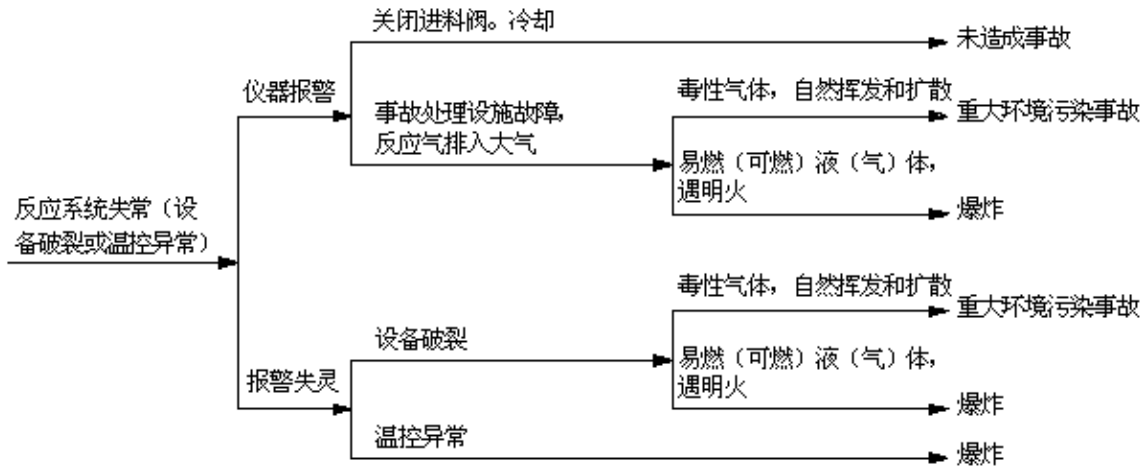 关闭进料阀。冷却
未造成事故
仪器报警
毒性气体，自然挥发和扩散
事故处理设施故障，
反应气排入大气
重大环境污染事故
易燃（可燃）液（气）体，
遇明火
爆炸
反应系统失常（设
备破裂或温控异常）
毒性气体，自然挥发和扩散
重大环境污染事故
设备破裂
易燃（可燃）液（气）体，
遇明火
报警失灵
爆炸
温控异常
爆炸